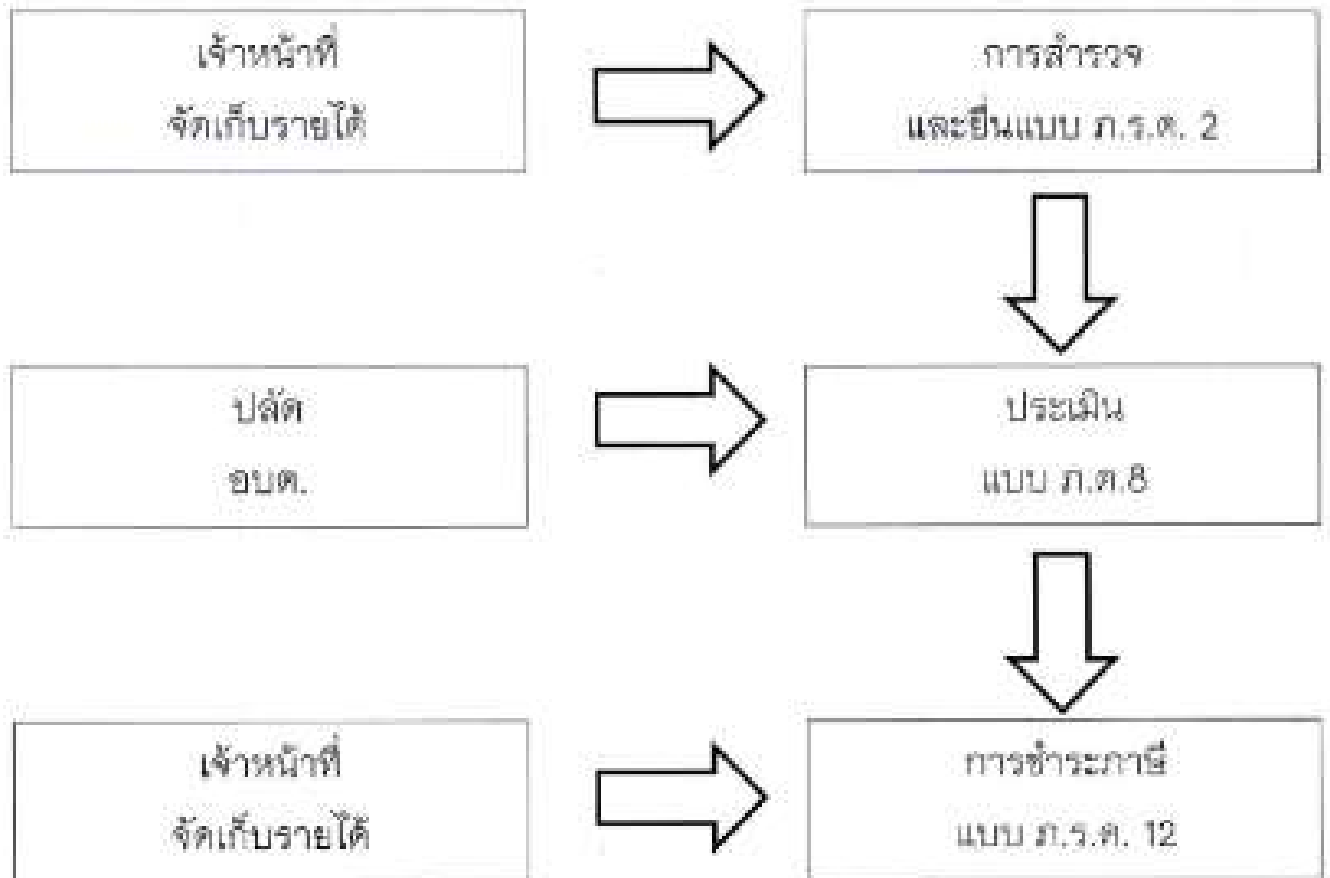 เจ้าหน้าที่
จัดเก็บรายได้
การสำรวจ
และยื่นแบบ ภ.ร.ด. 2
ปลัด
อบต.
ประเมิน
แบบ ภ.ด.8
เจ้าหน้าที่
จัดเก็บรายได้
การชำระภาษี
แบบ ภ.ร.ด. 12